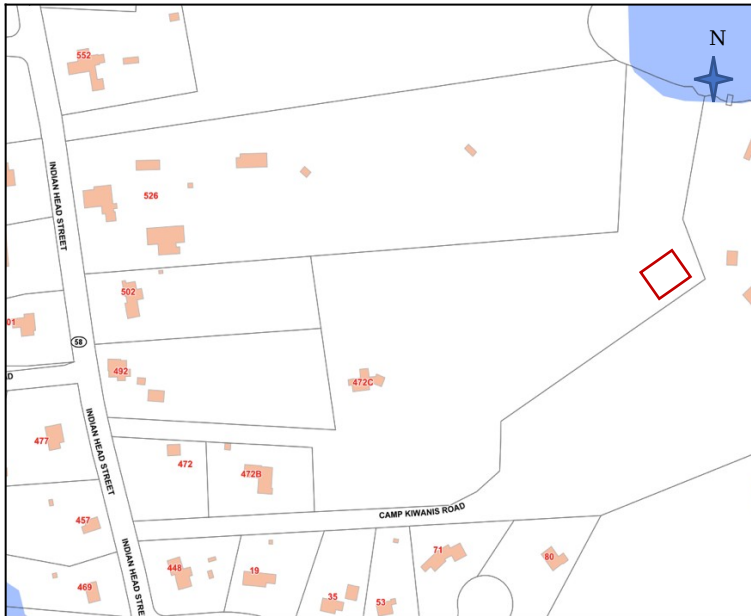 N
552
INDIAN HEAD STREET
526
502
01
58
492
472C
D
INDIAN HEAD STREET
477
472
472B
CAMP KIWANIS ROAD
457
INDIAN HEAD STREE
71
80
448
19
469
35
53